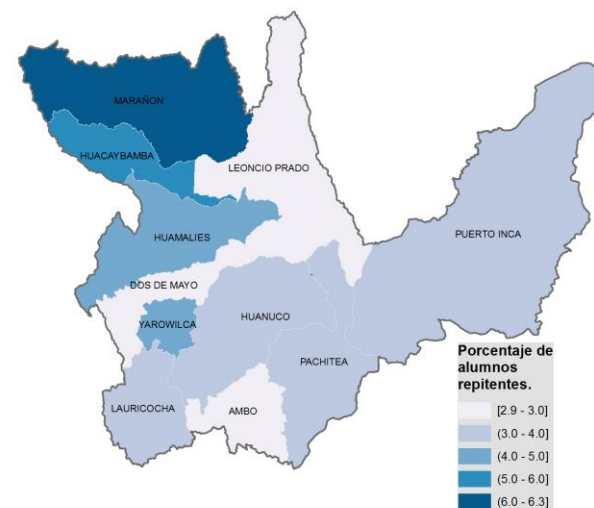 MARAÑON
HUACAYBAMBA
LEONCIO PRADO
HUAMALIES
PUERTO INCA
DOS DE MAYO
YAROWILCA
HUANUCO
PACHITEA
LAURICOCHA
AMBO
Porcentaje de
alumnos
repitentes.
[2.9 - 3.0]
(3.0 - 4.0]
(4.0 - 5.0]
(5.0 - 6.0]
(6.0 - 6.3]